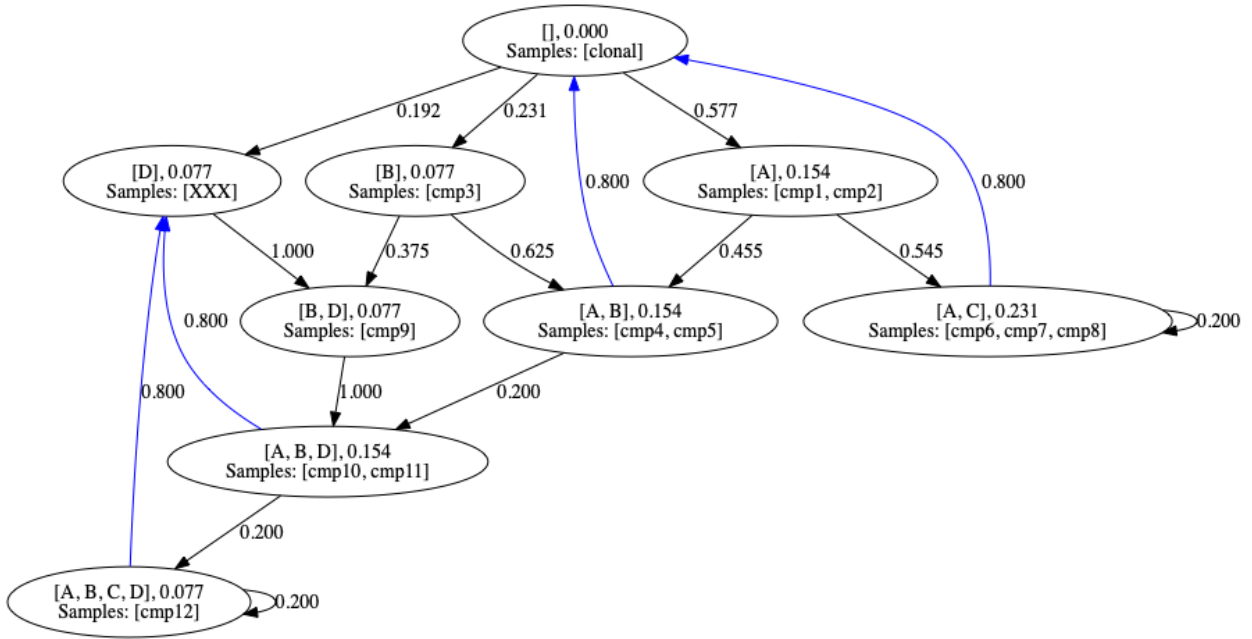 [], 0.000
Samples: [clonal]
0.192
0.231
0.577
[D], 0.077
Samples: [XXX]
[B], 0.077
Samples: [cmp3]
0.800
[A], 0.154
Samples: [cmp1, cmp2]
0.800
1.000
0.375
0.625
0.455
0.545
0.800
[B, D], 0.077
Samples: [cmp9]
[A, B], 0.154
Samples: [cmp4, cmp5]
[A, C], 0.231
Samples: [cmp6, cmp7, cmp8]
0.200
0.800
1.000
0.200
[A, B, D], 0.154
Samples: [cmp10, cmp11]
0.200
[A, B, C, D], 0.077
Samples: [cmp12]
0.200